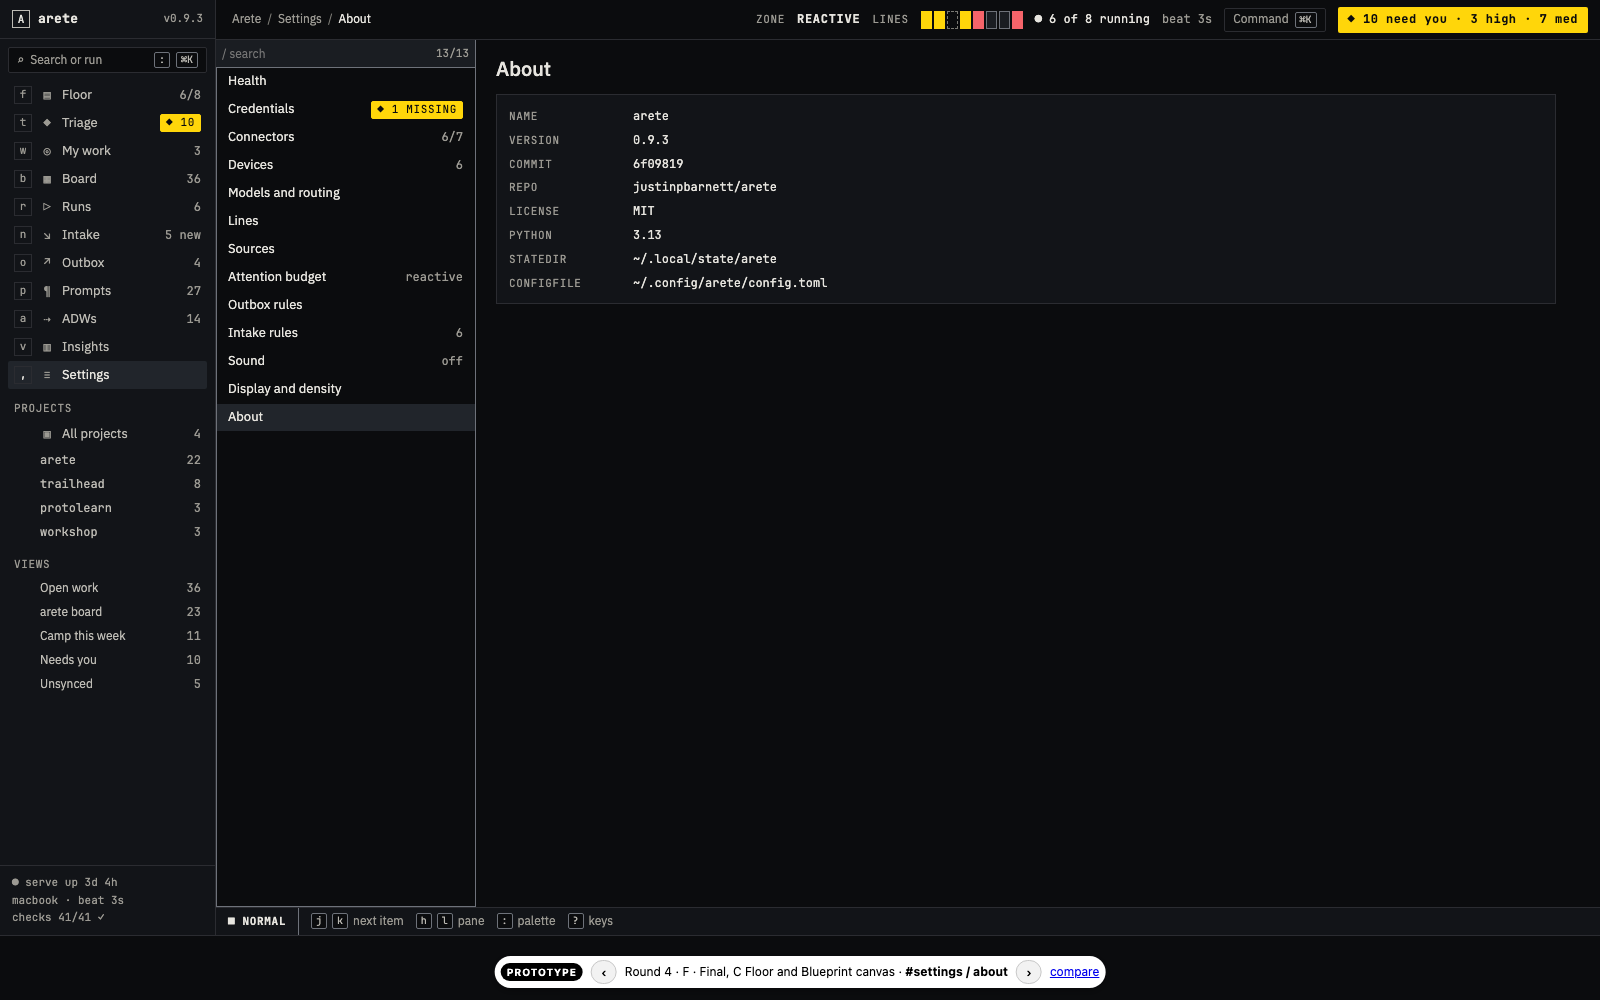 A arete v0.9.3
Search or run : ⌘K
f Floor 6/8
t Triage ◆ 10
w My work 3
b Board 36
r Runs 6
n Intake 5 new
o Outbox 4
p ¶ Prompts 27
a ADWs 14
v Insights
, Settings
PROJECTS
All projects 4
arete 22
trailhead 8
protolearn 3
workshop 3
VIEWS
Open work 36
arete board 23
Camp this week 11
Needs you 10
Unsynced 5
● serve up 3d 4h
macbook · beat 3s
checks 41/41 ✓
Arete / Settings / About
ZONE REACTIVE LINES ● 6 of 8 running beat 3s Command ⌘K ◆ 10 need you · 3 high · 7 med
/ search 13/13
Health
Credentials ◆ 1 MISSING
Connectors 6/7
Devices 6
Models and routing
Lines
Sources
Attention budget reactive
Outbox rules
Intake rules 6
Sound off
Display and density
About
About
NAME arete
VERSION 0.9.3
COMMIT 6f09819
REPO justinpbarnett/arete
LICENSE MIT
PYTHON 3.13
STATEDIR ~/.local/state/arete
CONFIGFILE ~/.config/arete/config.toml
■ NORMAL j k next item h l pane : palette ? keys
PROTOTYPE ‹ Round 4 · F · Final, C Floor and Blueprint canvas · #settings / about › compare